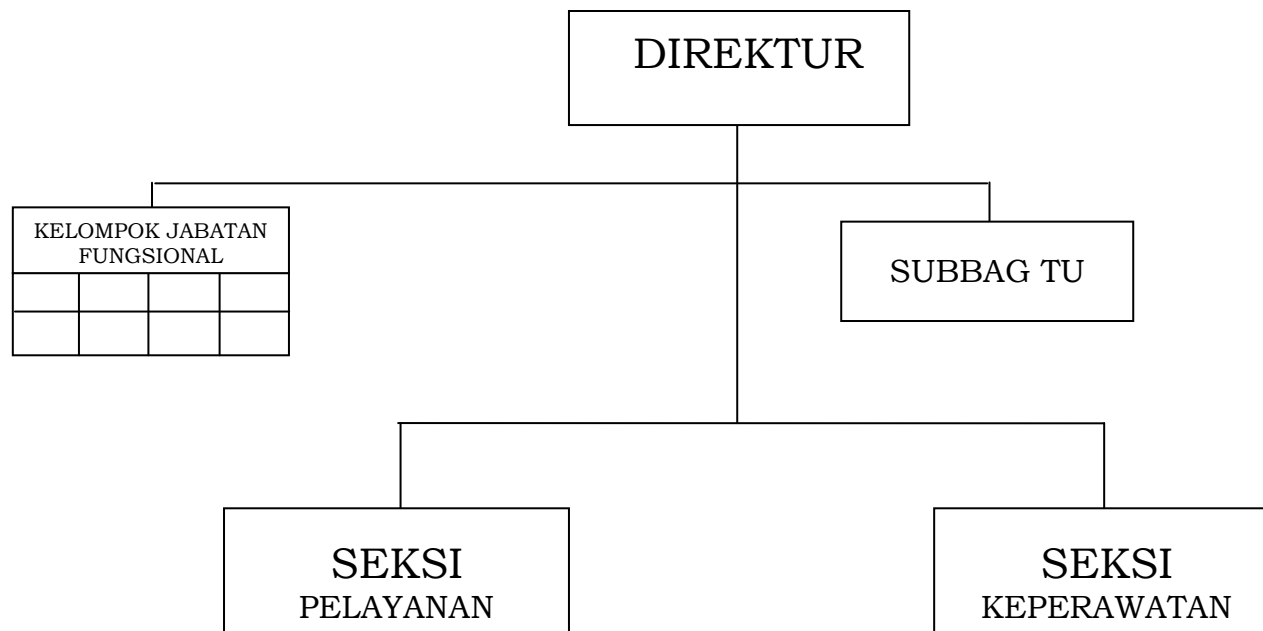 DIREKTUR
KELOMPOK JABATAN
FUNGSIONAL
SUBBAG TU
SEKSI
PELAYANAN
SEKSI
KEPERAWATAN